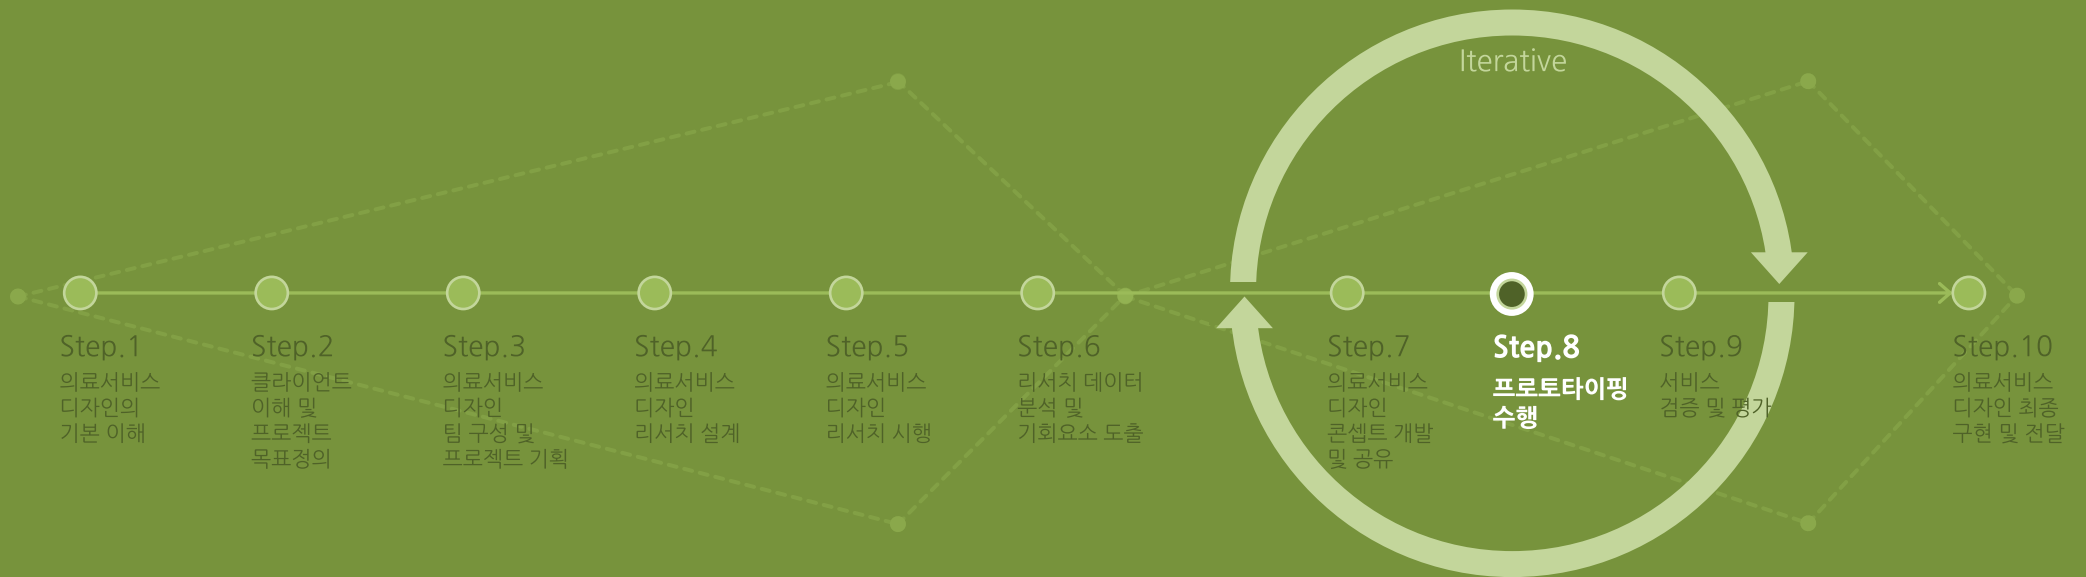 Iterative
Step.1
의료서비스
디자인의
기본 이해
Step.2
클라이언트
이해 및
프로젝트
목표정의
Step.3
의료서비스
디자인
팀 구성 및
프로젝트 기획
Step.4
의료서비스
디자인
리서치 설계
Step.5
의료서비스
디자인
리서치 시행
Step.6
리서치 데이터
분석 및
기회요소 도출
Step.7
의료서비스
디자인
콘셉트 개발
및 공유
Step.8
프로토타이핑
수행
Step.9
서비스
검증 및 평가
Step.10
의료서비스
디자인 최종
구현 및 전달